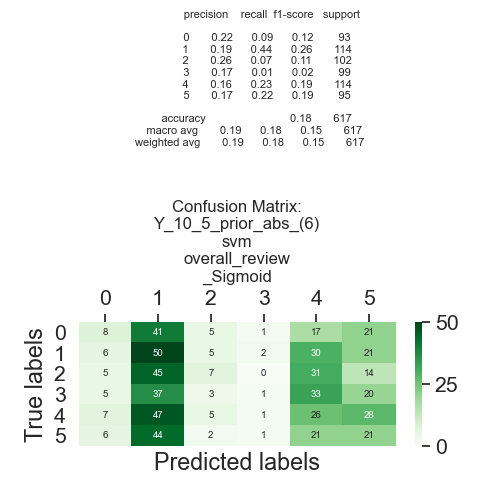 precision recall f1-score support
0 0.22 0.09 0.12 93
1 0.19 0.44 0.26 114
2 0.26 0.07 0.11 102
3 0.17 0.01 0.02 99
4 0.16 0.23 0.19 114
5 0.17 0.22 0.19 95
accuracy 0.18 617
macro avg 0.19 0.18 0.15 617
weighted avg 0.19 0.18 0.15 617
Confusion Matrix:
Y_10_5_prior_abs_(6)
svm
overall_review
_Sigmoid
0 1 2 3 4 5
0 8 41 5 1 17 21
1 6 50 5 2 30 21
2 5 45 7 0 31 14
3 5 37 3 1 33 20
4 7 47 5 1 26 28
5 6 44 2 1 21 21
True labels
Predicted labels
50
25
0